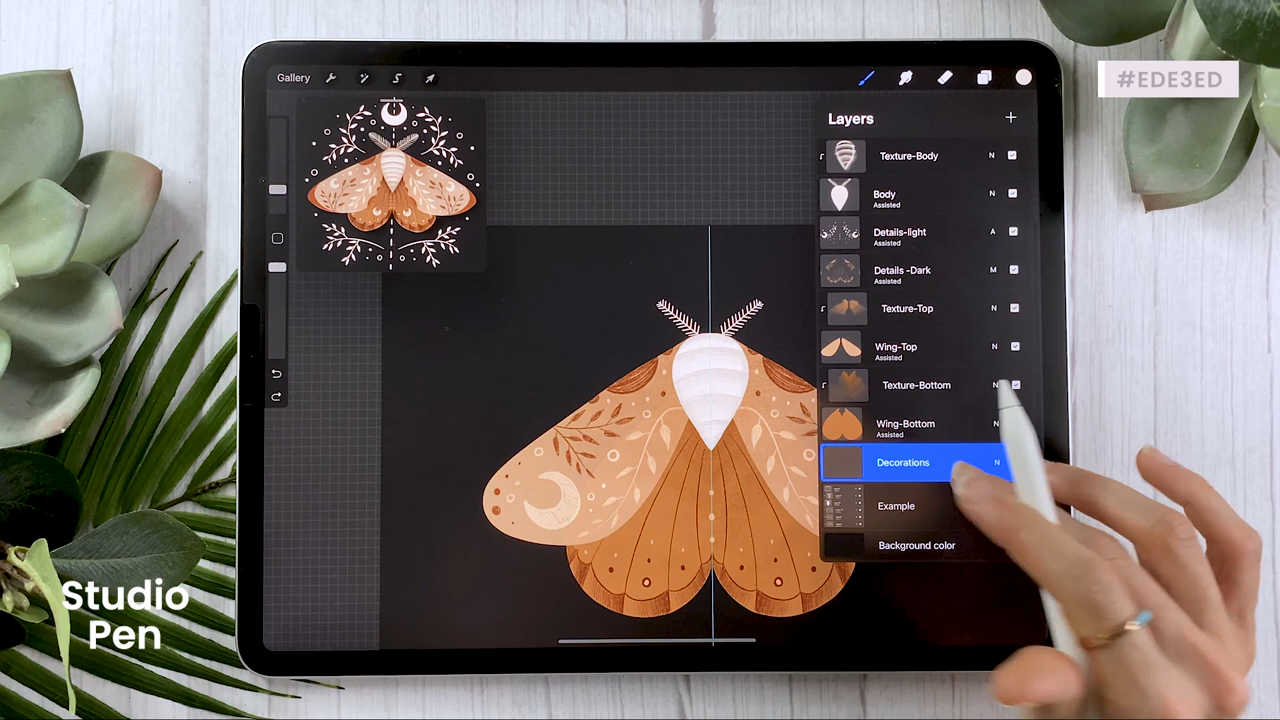 #EDE3ED
Gallery
Layers
Texture-Body
N
Body
Assisted
N
Details-light
Assisted
A
Details -Dark
Assisted
M
Texture-Top
N
Wing-Top
Assisted
N
Texture-Bottom
N
Wing-Bottom
Assisted
N
Decorations
N
Example
Background color
Studio
Pen